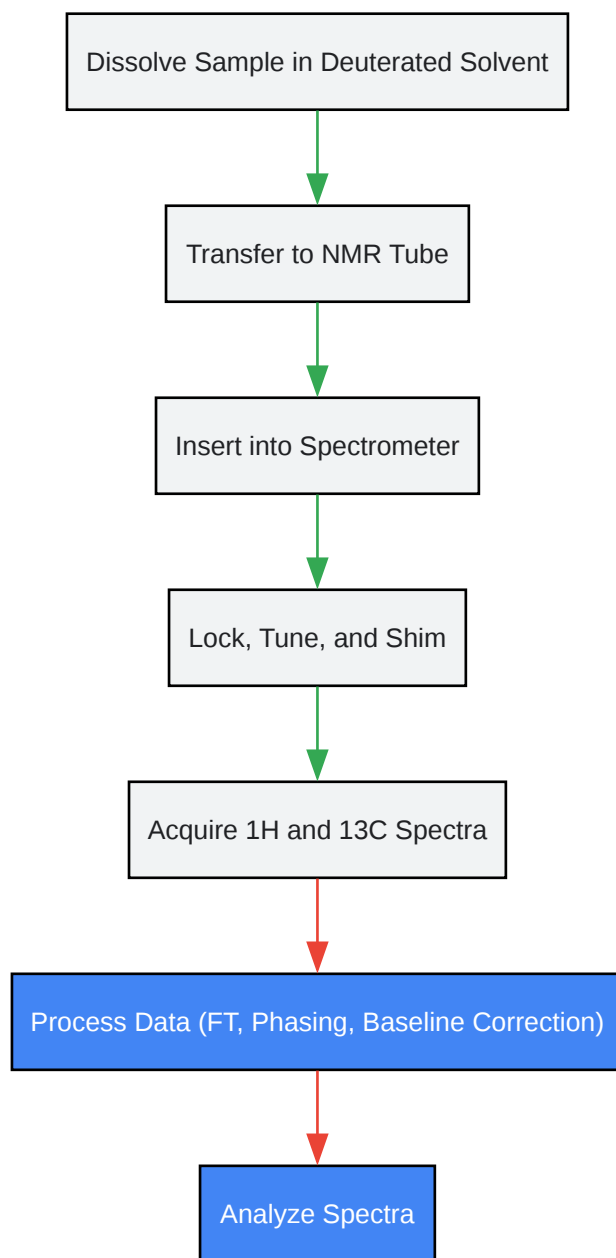 Dissolve Sample in Deuterated Solvent
Transfer to NMR Tube
Insert into Spectrometer
Lock, Tune, and Shim
Acquire 1H and 13C Spectra
Process Data (FT, Phasing, Baseline Correction)
Analyze Spectra